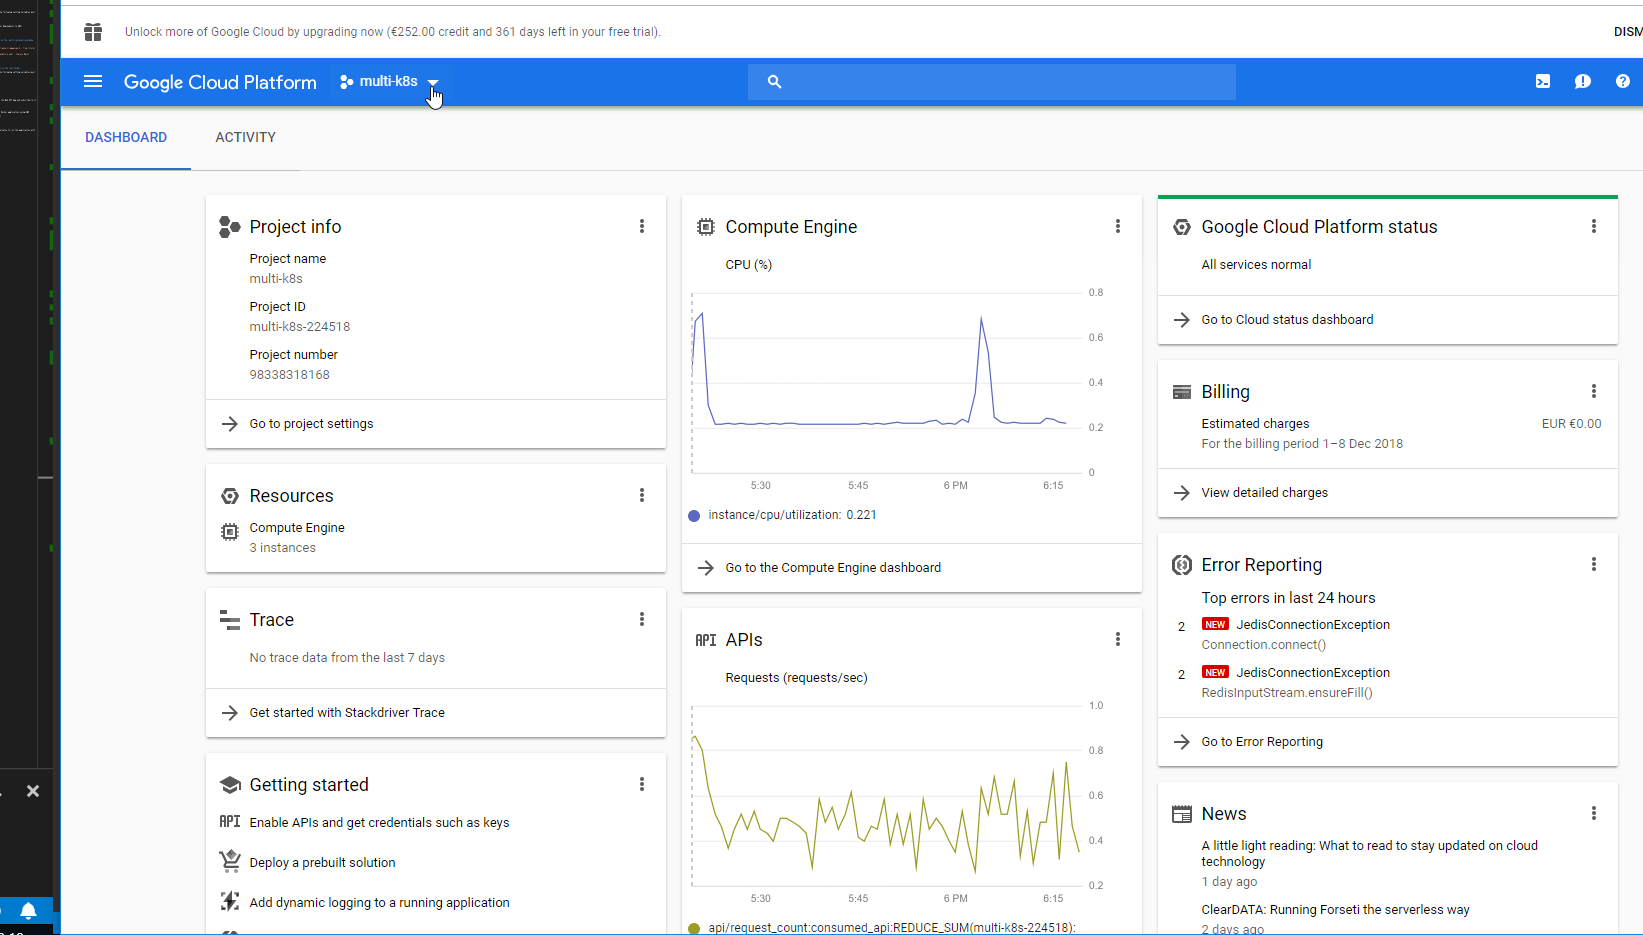 Unlock more of Google Cloud by upgrading now (€252.00 credit and 361 days left in your free trial).
DISM
Google Cloud Platform
multi-k8s
DASHBOARD
ACTIVITY
Project info
Project name
multi-k8s
Project ID
multi-k8s-224518
Project number
98338318168
Go to project settings
Resources
Compute Engine
3 instances
Trace
No trace data from the last 7 days
Get started with Stackdriver Trace
Getting started
API Enable APIs and get credentials such as keys
Deploy a prebuilt solution
Add dynamic logging to a running application
Compute Engine
CPU (%)
0.8
0.6
0.4
0.2
0
5:30 5:45 6 PM 6:15
instance/cpu/utilization: 0.221
Go to the Compute Engine dashboard
API APIs
Requests (requests/sec)
1.0
0.8
0.6
0.4
0.2
5:30 5:45 6 PM 6:15
api/request_count:consumed_api:REDUCE_SUM(multi-k8s-224518):
Google Cloud Platform status
All services normal
Go to Cloud status dashboard
Billing
Estimated charges EUR €0.00
For the billing period 1–8 Dec 2018
View detailed charges
Error Reporting
Top errors in last 24 hours
2 NEW JedisConnectionException
Connection.connect()
2 NEW JedisConnectionException
RedisInputStream.ensureFill()
Go to Error Reporting
News
A little light reading: What to read to stay updated on cloud
technology
1 day ago
ClearDATA: Running Forseti the serverless way
2 days ago